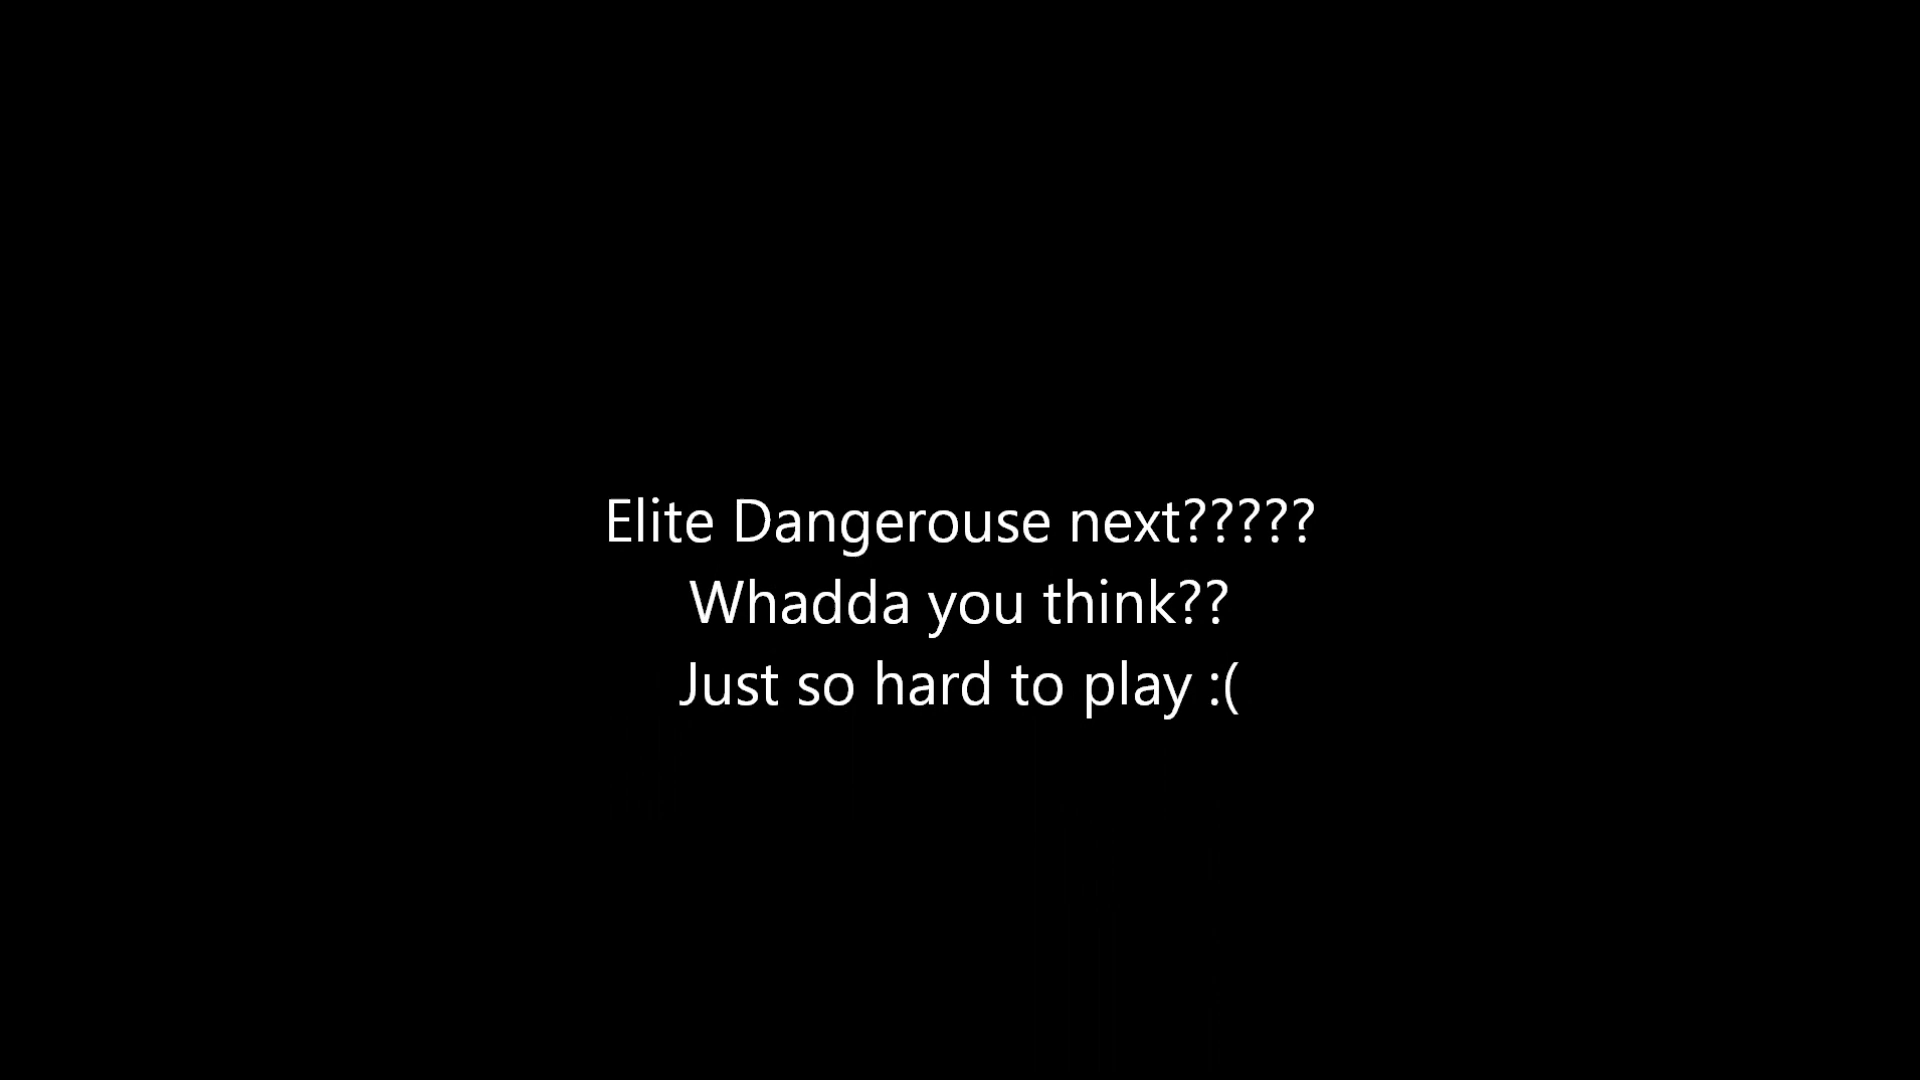 Elite Dangerouse next?????
Whadda you think??
Just so hard to play :(